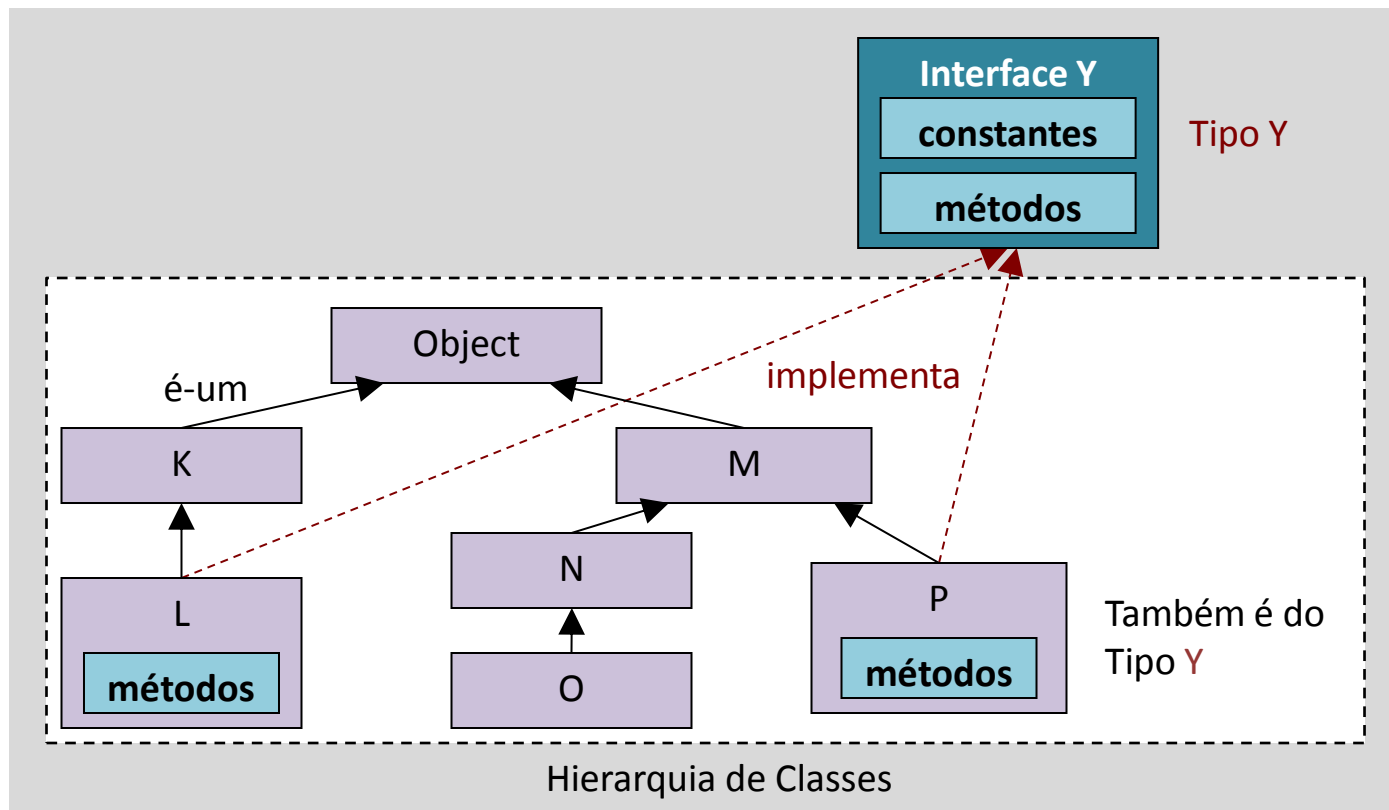 Interface Y
constantes
Tipo Y
métodos
Object
é-um
implementa
K
M
N
L
P
Também é do
Tipo Y
métodos
O
métodos
Hierarquia de Classes